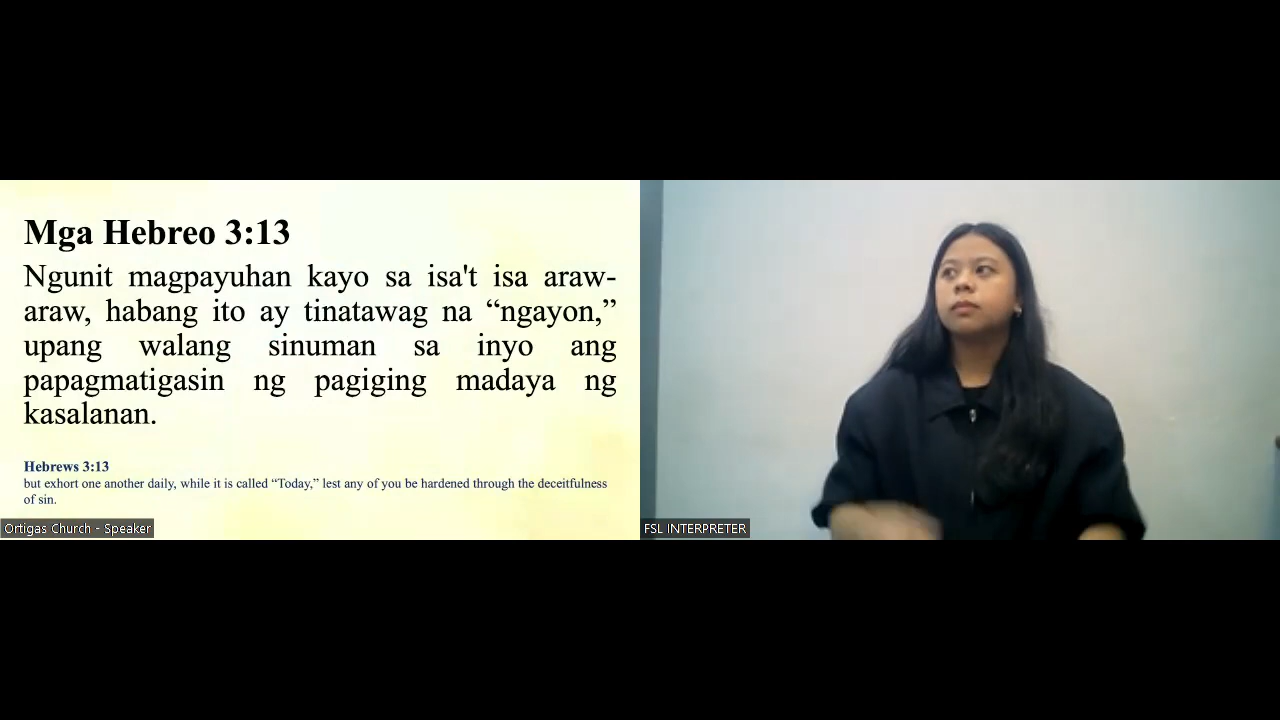 Mga Hebreo 3:13
Ngunit magpayuhan kayo sa isa't isa araw-
araw, habang ito ay tinatawag na “ngayon,”
upang walang sinuman sa inyo ang
papagmatigasin ng pagiging madaya ng
kasalanan.
Hebrews 3:13
but exhort one another daily, while it is called “Today,” lest any of you be hardened through the deceitfulness
of sin.
Ortigas Church - Speaker
FSL INTERPRETER